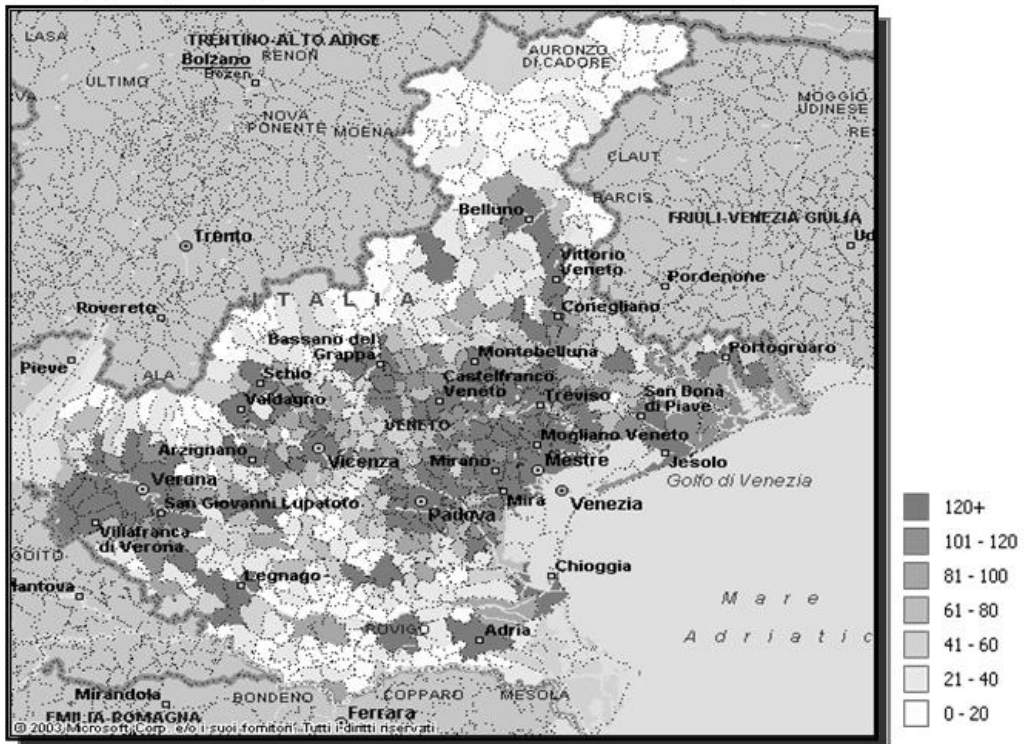 LASA
TRENTINO-ALTO ADIGE
Bolzano
RENON
Bozen
ULTIMO
AURONZO
DI CADORE
VA
NOVA
PONENTE
MOENA
MOGGIO
UDINESE
RE
CLAUT
BARCIS
Belluno
FRIULI-VENEZIA GIULIA
Ud
Trento
Vittorio
Veneto
Pordenone
ITALIA
Rovereto
Conegliano
Bassano del
Grappa
Montebelluna
Portogruaro
Pieve
ALA
Schio
Castelfranco
Veneto
Treviso
San Donà
di Piave
Valdagno
VENETO
Mogliano Veneto
Arzignano
Vicenza
Mirano
Mestre
Jesolo
Golfo di Venezia
Verona
San Giovanni Lupatoto
Mira
Venezia
Padova
Villafranca
di Verona
GOITO
Mantova
Legnago
Chioggia
Mare
Adriatic
ROVIGO
Adria
Mirandola
BONDENO
COPPARO
MESOLA
EMILIA-ROMAGNA
Ferrara
© 2003 Microsoft Corp. e/o i suoi fornitori. Tutti i diritti riservati.
120+
101 - 120
81 - 100
61 - 80
41 - 60
21 - 40
0 - 20